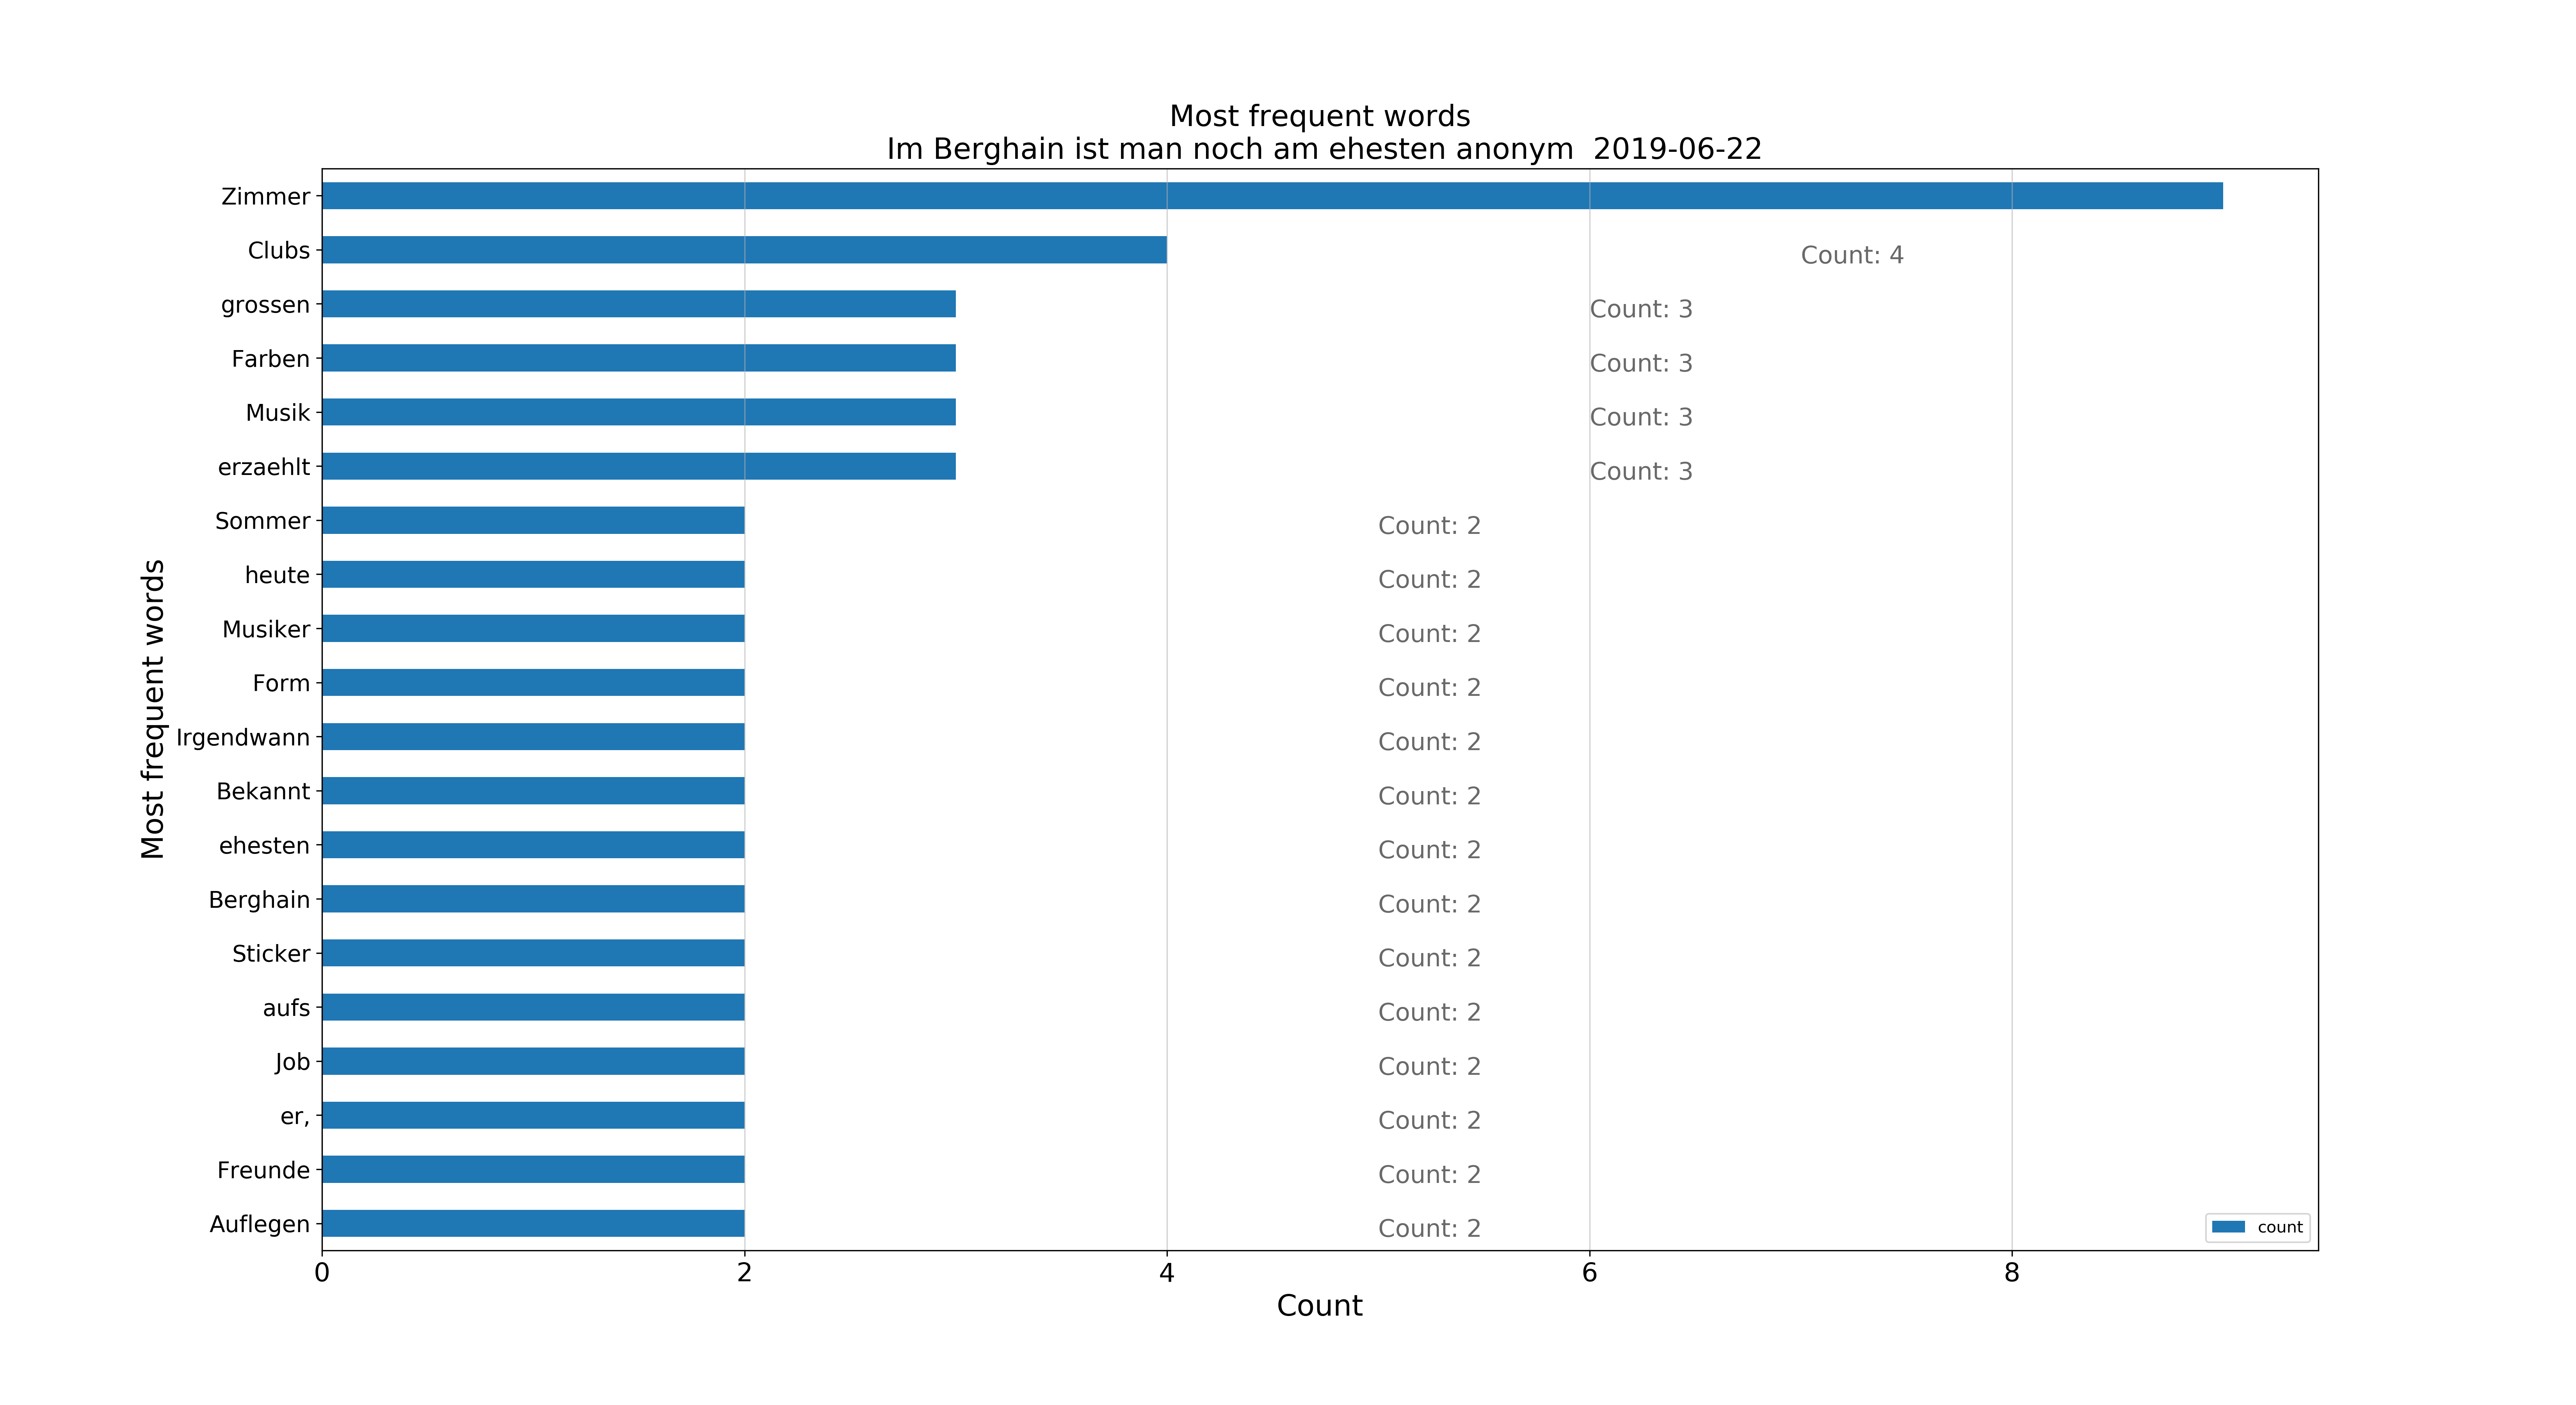 Most frequent words
Im Berghain ist man noch am ehesten anonym  2019-06-22
Most frequent words
Zimmer
Clubs Count: 4
grossen Count: 3
Farben Count: 3
Musik Count: 3
erzaehlt Count: 3
Sommer Count: 2
heute Count: 2
Musiker Count: 2
Form Count: 2
Irgendwann Count: 2
Bekannt Count: 2
ehesten Count: 2
Berghain Count: 2
Sticker Count: 2
aufs Count: 2
Job Count: 2
er, Count: 2
Freunde Count: 2
Auflegen Count: 2
count
0 2 4 6 8
Count